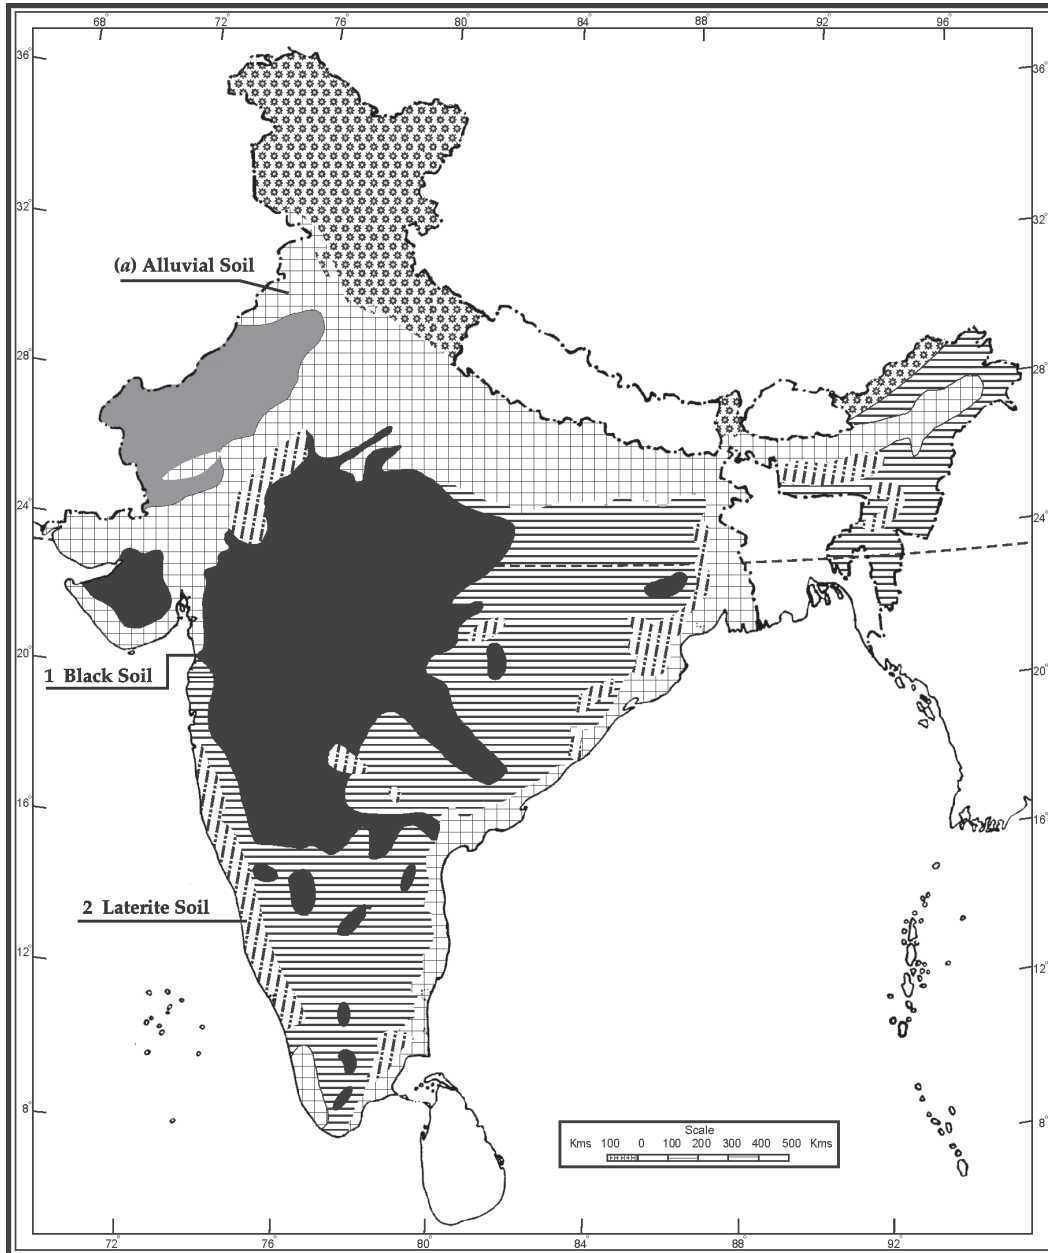 68° 72° 76° 80° 84° 88° 92° 96°
36° 36°
32° 32°
(a) Alluvial Soil
28° 28°
24° 24°
20° 20°
1 Black Soil
16° 16°
2 Laterite Soil
12° 12°
8° 8°
Scale
Kms 100 0 100 200 300 400 500 Kms
72° 76° 80° 84° 88° 92°